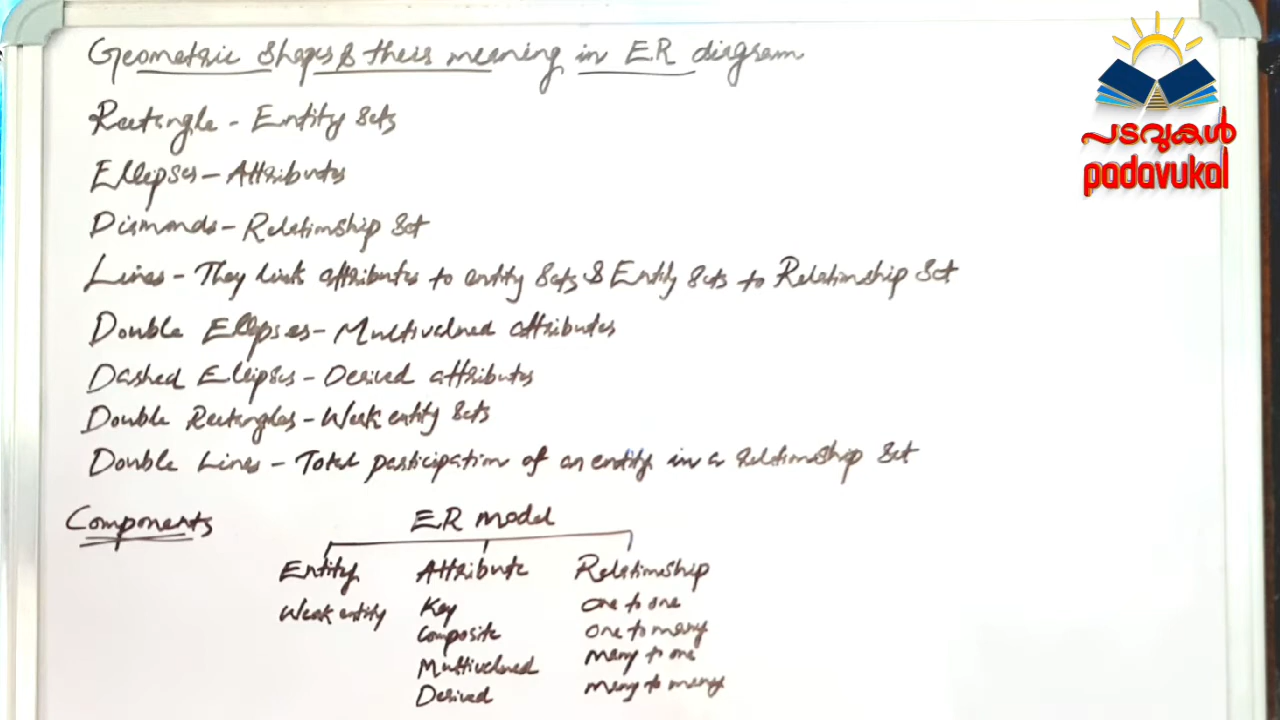 Geometric Shapes & their meaning in ER diagram
Rectangle - Entity sets
Ellipses - Attributes
Diamonds - Relationship set
Lines - They link attributes to entity sets & Entity sets to Relationship set
Double Ellipses - Multivalued attributes
Dashed Ellipses - Derived attributes
Double Rectangles - Weak entity sets
Double Lines - Total participation of an entity in a relationship set
Components
ER model
Entity Attribute Relationship
Weak entity Key one to one
Composite one to many
Multivalued many to one
Derived many to many
പടവുകൾ
padavukal